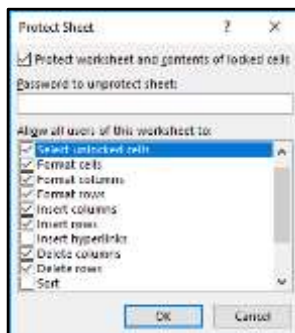 Protect Sheet ? ×
Protect worksheet and contents of locked cells
Password to unprotect sheet:
Allow all users of this worksheet to:
Select unlocked cells
Format cells
Format columns
Format rows
Insert columns
Insert rows
Insert hyperlinks
Delete columns
Delete rows
Sort
OK Cancel